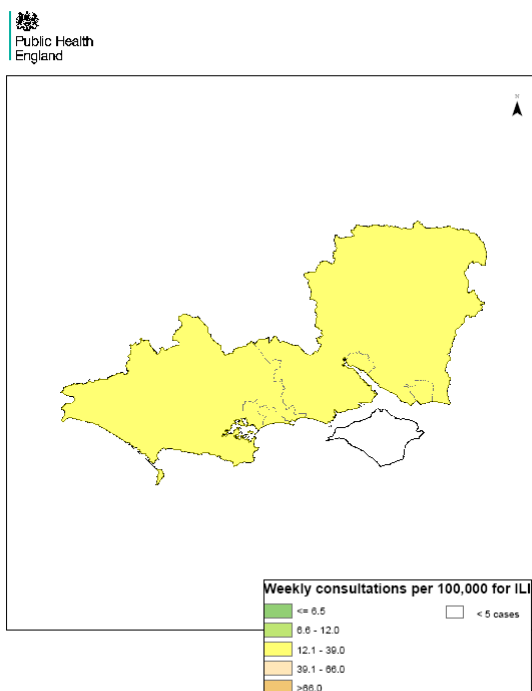 Public Health
England
N
Weekly consultations per 100,000 for ILI
<= 6.5
< 5 cases
6.6 - 12.0
12.1 - 39.0
39.1 - 66.0
>66.0